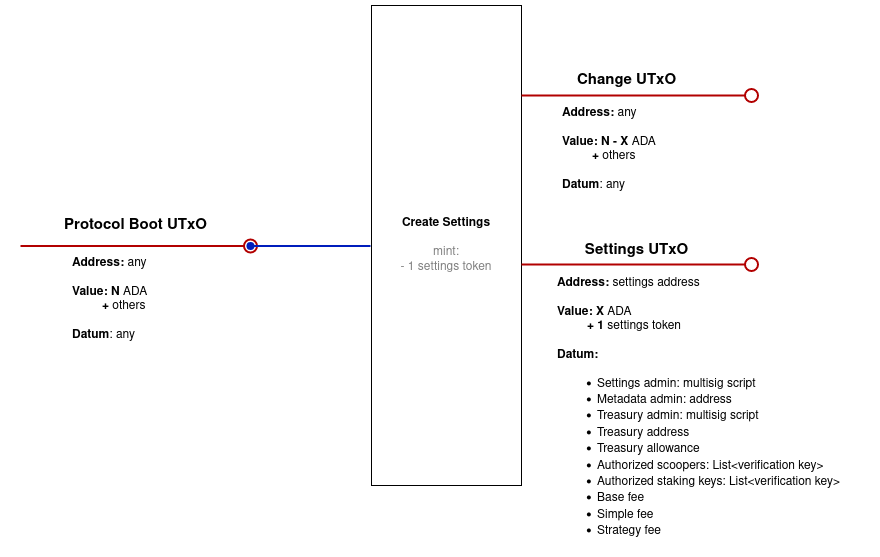 Protocol Boot UTxO
Address: any
Value: N ADA
+ others
Datum: any
Create Settings
mint:
- 1 settings token
Change UTxO
Address: any
Value: N - X ADA
+ others
Datum: any
Settings UTxO
Address: settings address
Value: X ADA
+ 1 settings token
Datum:
• Settings admin: multisig script
• Metadata admin: address
• Treasury admin: multisig script
• Treasury address
• Treasury allowance
• Authorized scoopers: List<verification key>
• Authorized staking keys: List<verification key>
• Base fee
• Simple fee
• Strategy fee